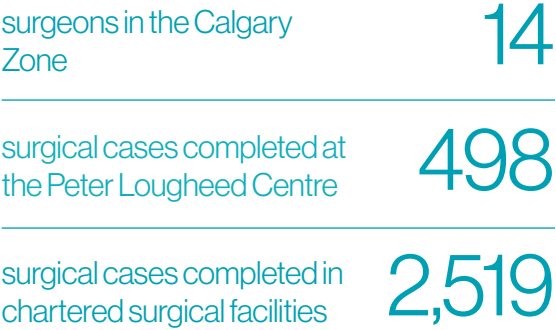 surgeons in the Calgary
Zone
14
surgical cases completed at
the Peter Lougheed Centre
498
surgical cases completed in
chartered surgical facilities
2,519